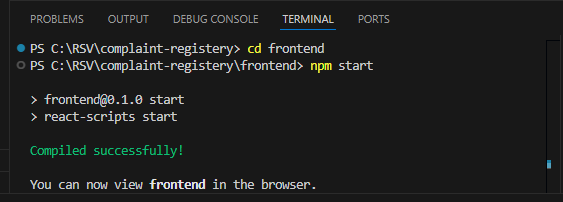 PROBLEMS OUTPUT DEBUG CONSOLE TERMINAL PORTS
PS C:\RSV\complaint-registery> cd frontend
PS C:\RSV\complaint-registery\frontend> npm start
> frontend@0.1.0 start
> react-scripts start
Compiled successfully!
You can now view frontend in the browser.